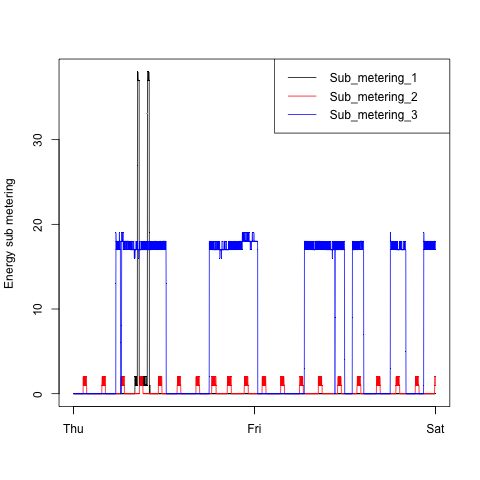 Sub_metering_1
Sub_metering_2
Sub_metering_3
Energy sub metering
30
20
10
0
Thu
Fri
Sat